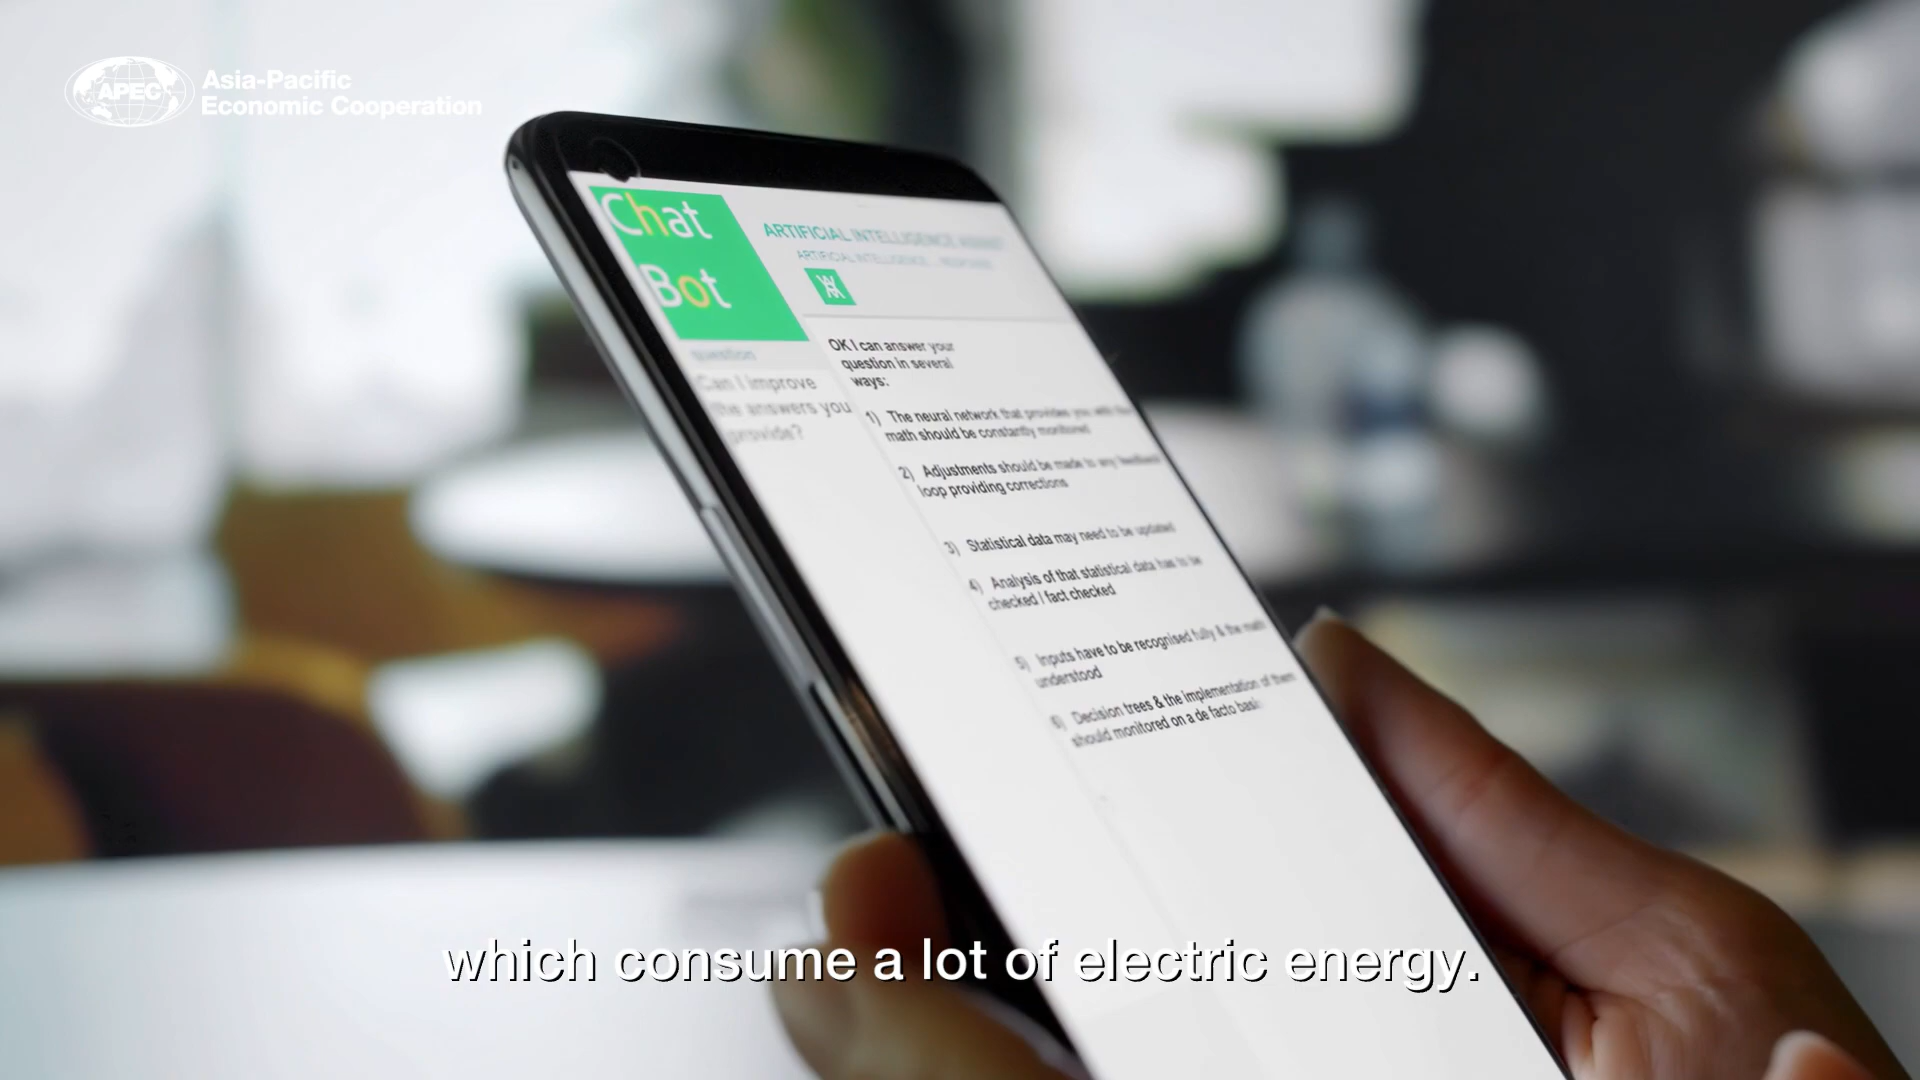 APEC
Asia-Pacific
Economic Cooperation
Chat
Bot
ARTIFICIAL INTELLIGENCE
ARTIFICIAL INTELLIGENCE
question
Can I improve
the answers you
provide?
OK I can answer your
question in several
ways:
1) The neural network that provides you with
math should be constantly monitored
2) Adjustments should be made to any feedback
loop providing corrections
3) Statistical data may need to be updated
4) Analysis of that statistical data has to be
checked / fact checked
5) Inputs have to be recognised fully & the math
understood
6) Decision trees & the implementation of them
should monitored on a de facto basis
which consume a lot of electric energy.